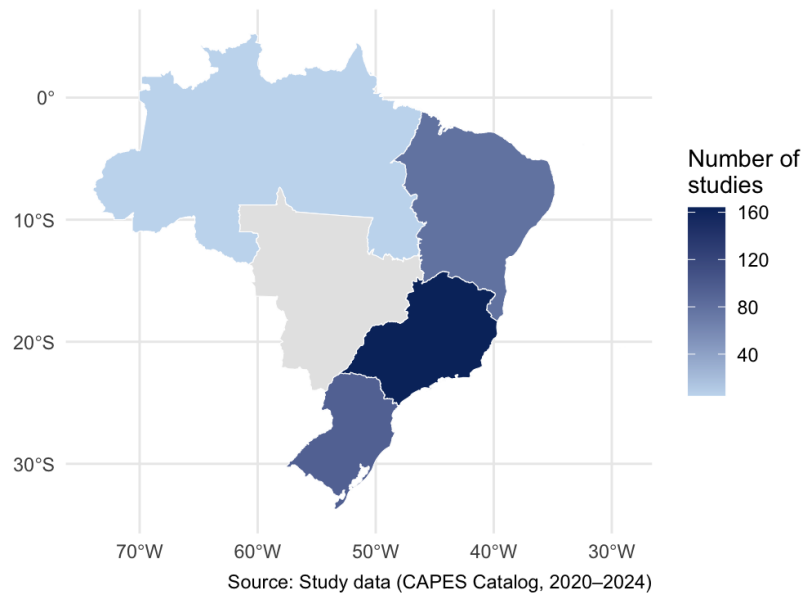 0°
10°S
20°S
30°S
70°W 60°W 50°W 40°W 30°W
Number of
studies
160
120
80
40
Source: Study data (CAPES Catalog, 2020–2024)